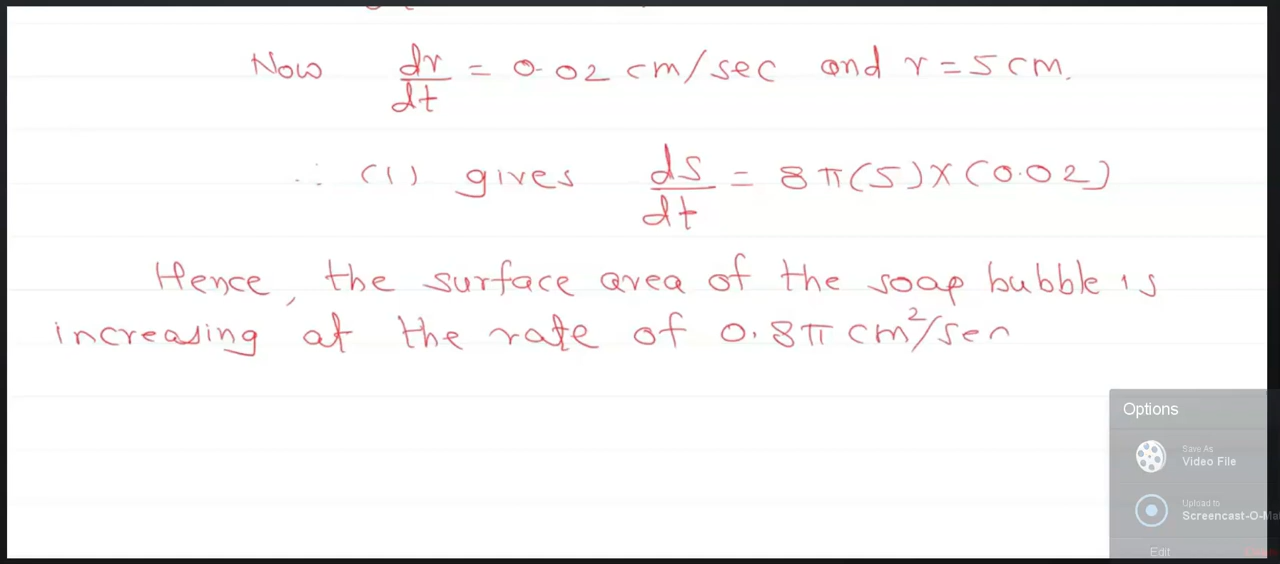 Now dr/dt = 0.02 cm/sec and r = 5 cm.
∴ (1) gives ds/dt = 8π(5)×(0.02)
Hence, the surface area of the soap bubble is
increasing at the rate of 0.8π cm²/sec
Options
Save As
Video File
Upload to
Screencast-O-Ma
Edit